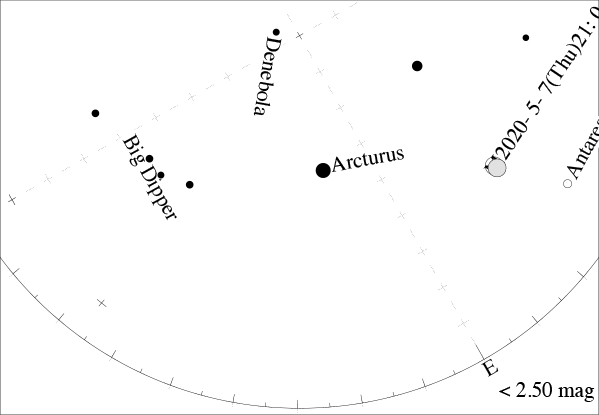 Denebola
2020- 5- 7(Thu)21: 0
Big Dipper
Arcturus
Antares
E
< 2.50 mag